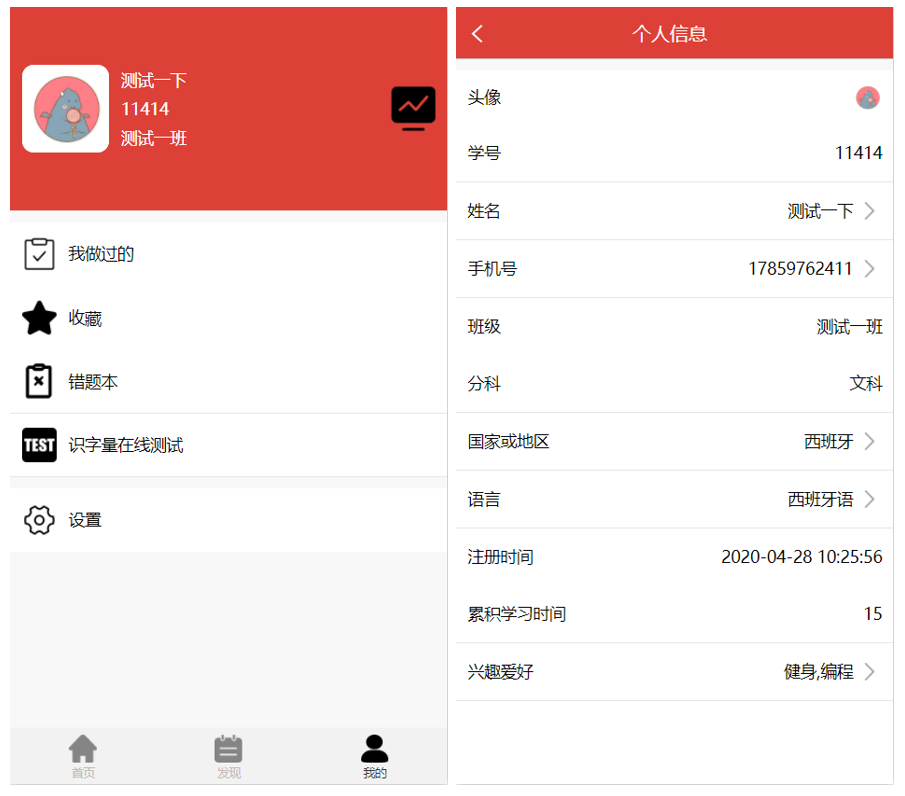 测试一下
11414
测试一班
我做过的
收藏
错题本
TEST 识字量在线测试
设置
首页 发现 我的
个人信息
头像
学号 11414
姓名 测试一下
手机号 17859762411
班级 测试一班
分科 文科
国家或地区 西班牙
语言 西班牙语
注册时间 2020-04-28 10:25:56
累积学习时间 15
兴趣爱好 健身,编程